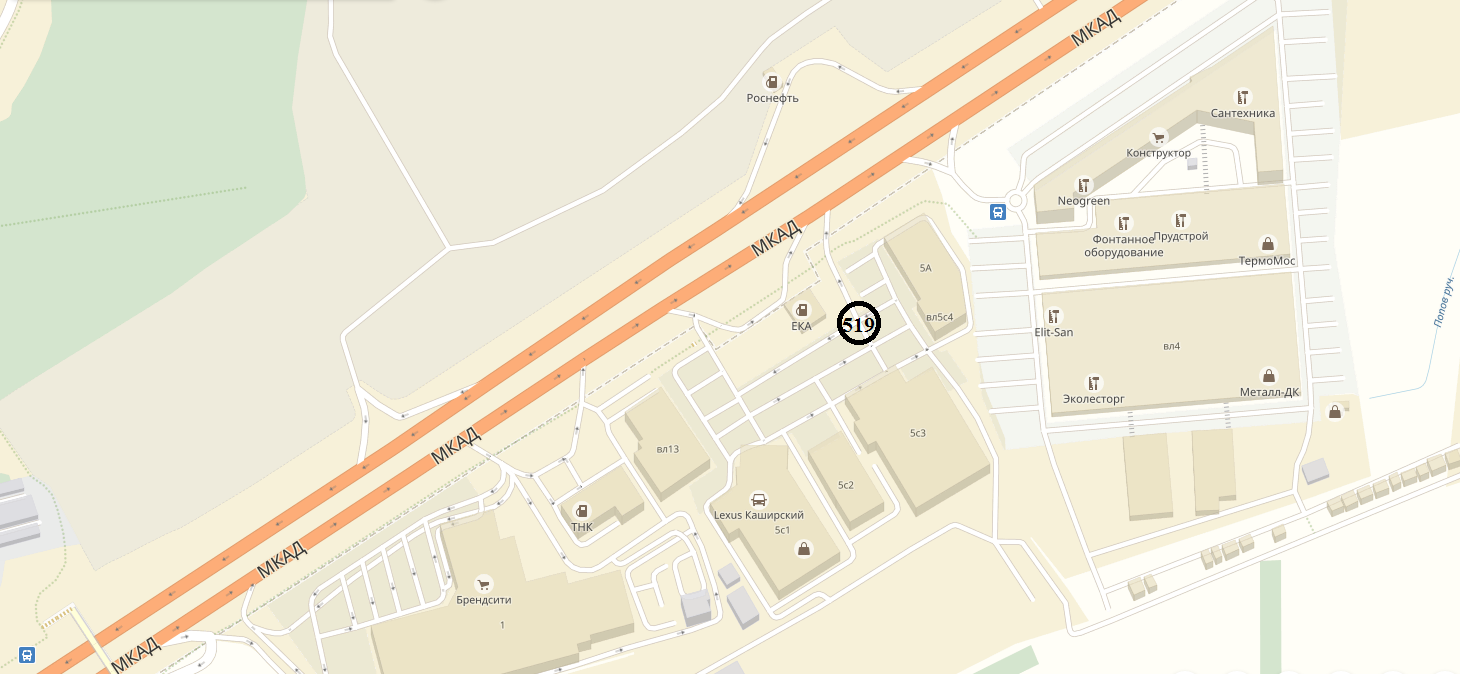 МКАД
Роснефть
Сантехника
Конструктор
Neogreen
Фонтанное
оборудование
Прудстрой
ТермоМос
МКАД
5А
Попов руч.
ЕКА
519
вл5с4
Elit-San
вл4
Эколесторг
Металл-ДК
МКАД
вл13
5с3
5с2
Lexus Каширский
5с1
ТНК
МКАД
Брендсити
1
МКАД